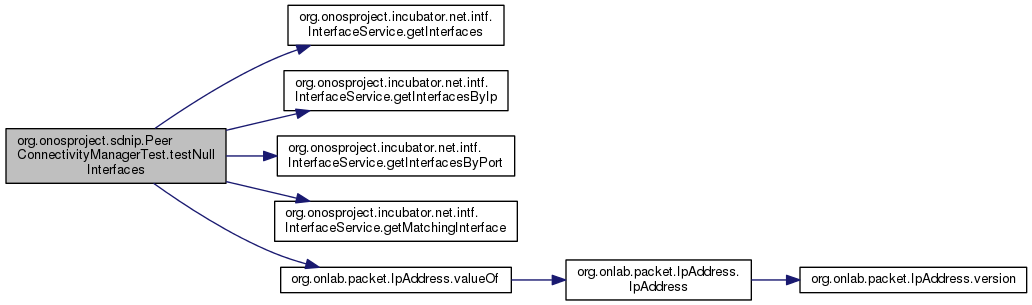 org.onosproject.incubator.net.intf.
InterfaceService.getInterfaces
org.onosproject.incubator.net.intf.
InterfaceService.getInterfacesByIp
org.onosproject.sdnip.Peer
ConnectivityManagerTest.testNull
Interfaces
org.onosproject.incubator.net.intf.
InterfaceService.getInterfacesByPort
org.onosproject.incubator.net.intf.
InterfaceService.getMatchingInterface
org.onlab.packet.IpAddress.valueOf
org.onlab.packet.IpAddress.
IpAddress
org.onlab.packet.IpAddress.version